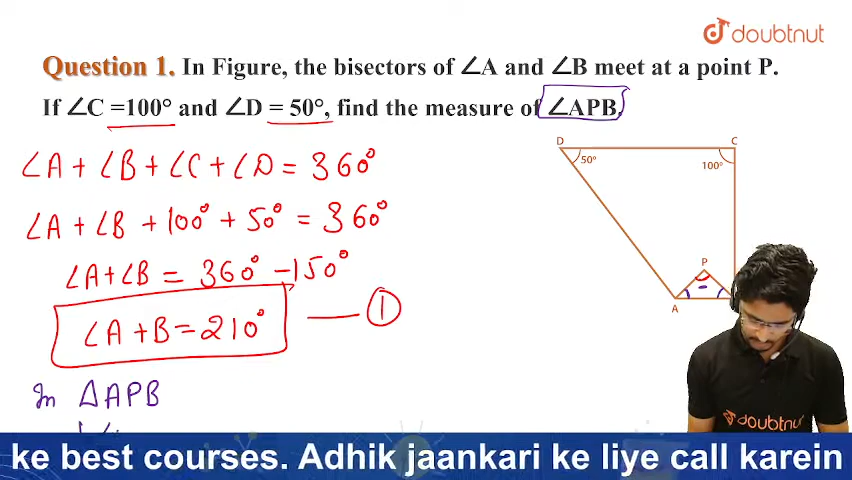 doubtnut
Question 1. In Figure, the bisectors of ∠A and ∠B meet at a point P.
If ∠C =100° and ∠D = 50°, find the measure of ∠APB.
∠A + ∠B + ∠C + ∠D = 360°
∠A + ∠B + 100° + 50° = 360°
∠A+∠B = 360° - 150°
∠A + B = 210° — ①
In △APB
D
C
50°
100°
P
A
doubtnut
ke best courses. Adhik jaankari ke liye call karein